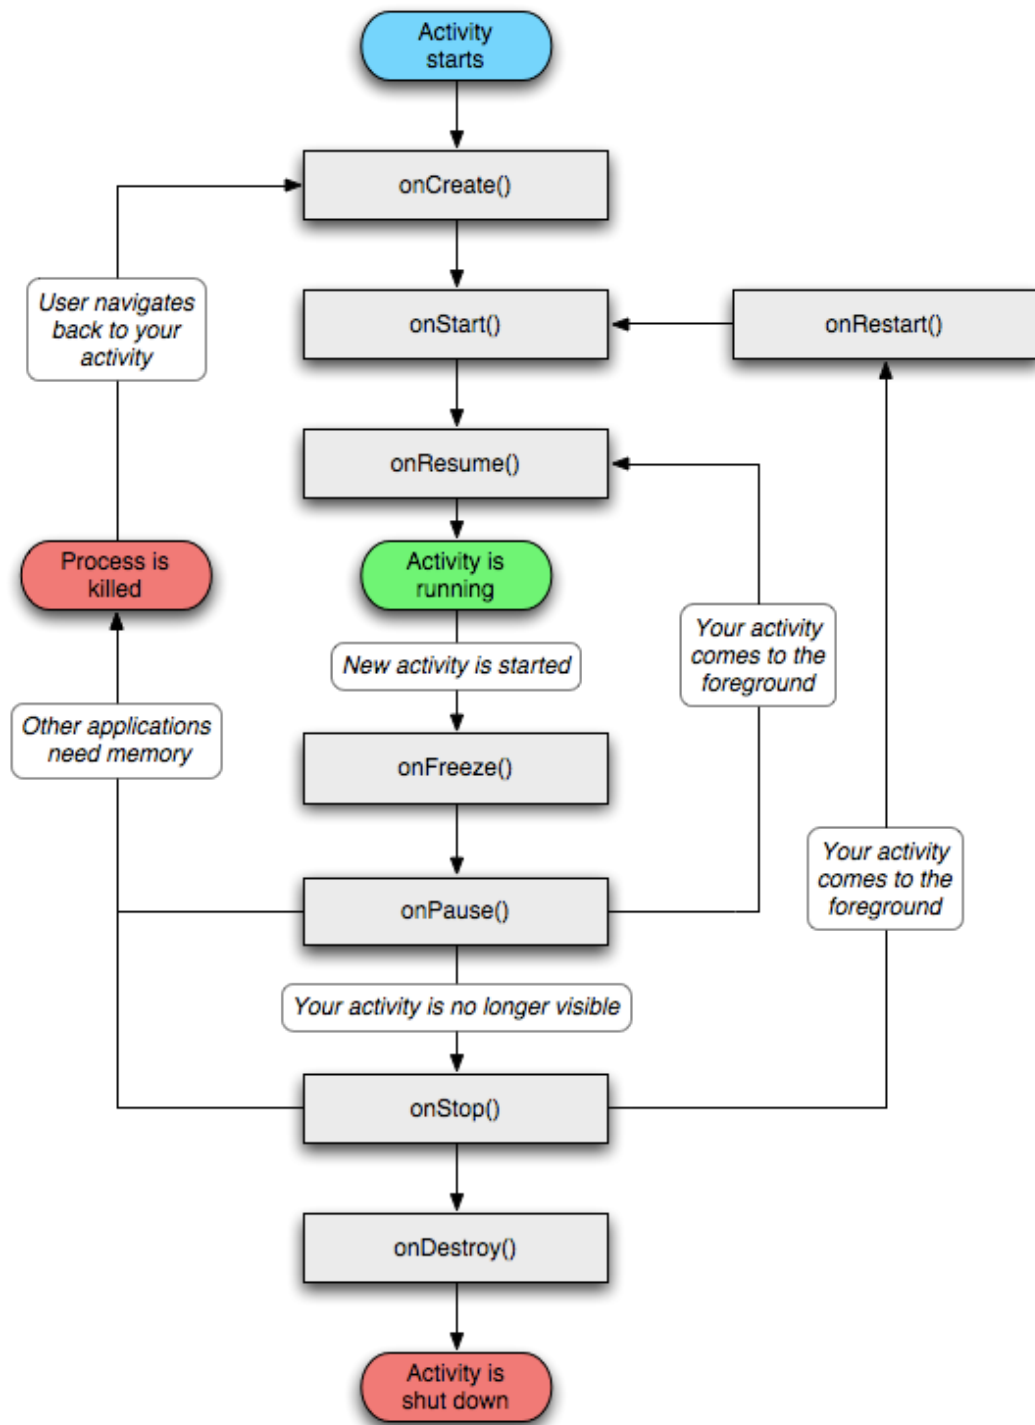 Activity
starts
onCreate()
User navigates
back to your
activity
onStart()
onRestart()
onResume()
Process is
killed
Activity is
running
Your activity
comes to the
foreground
New activity is started
Other applications
need memory
onFreeze()
Your activity
comes to the
foreground
onPause()
Your activity is no longer visible
onStop()
onDestroy()
Activity is
shut down